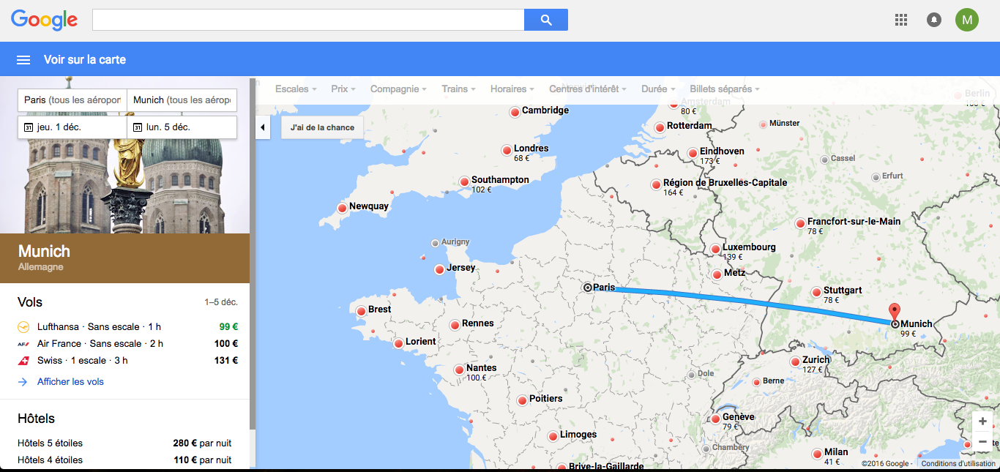 Google
M
Voir sur la carte
Paris (tous les aéroport
Munich (tous les aérop
31 jeu. 1 déc.
31 lun. 5 déc.
Munich
Allemagne
Vols
1–5 déc.
Lufthansa · Sans escale · 1 h 99 €
AF Air France · Sans escale · 2 h 100 €
Swiss · 1 escale · 3 h 131 €
Afficher les vols
Hôtels
Hôtels 5 étoiles 280 € par nuit
Hôtels 4 étoiles 110 € par nuit
Escales Prix Compagnie Trains Horaires Centres d'intérêt Durée Billets séparés
J'ai de la chance
Amsterdam
80 €
Berlin
Cambridge
Rotterdam
Münster
Londres
68 €
Eindhoven
173 €
Cassel
Southampton
102 €
Région de Bruxelles-Capitale
164 €
Erfurt
Newquay
Francfort-sur-le-Main
78 €
Aurigny
Luxembourg
139 €
Jersey
Metz
Paris
Stuttgart
78 €
Brest
Rennes
Munich
99 €
Lorient
Zurich
127 €
Nantes
100 €
Dole
Berne
Poitiers
Genève
79 €
Limoges
Chambéry
Milan
41 €
Brive-la-Gaillarde
+
−
©2016 Google - Conditions d'utilisation